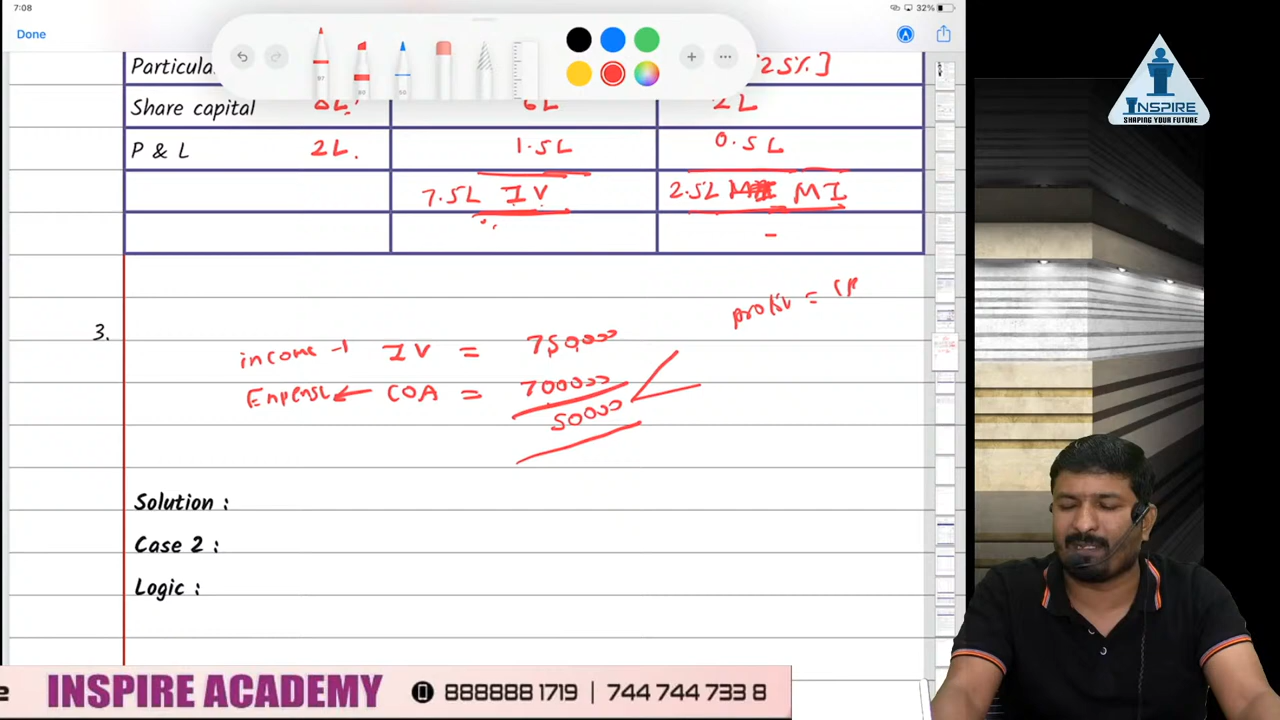 7:08 32%
Done
Particula 25%]
Share capital 8L 6L 2L
P & L 2L. 1.5L 0.5L
7.5L IV 2.5L MI
3.
profit = CP
income → IV = 750000
Expense ← COA = 700000
50000
Solution :
Case 2 :
Logic :
INSPIRE
SHAPING YOUR FUTURE
INSPIRE ACADEMY 888888 1719 | 744 744 733 8